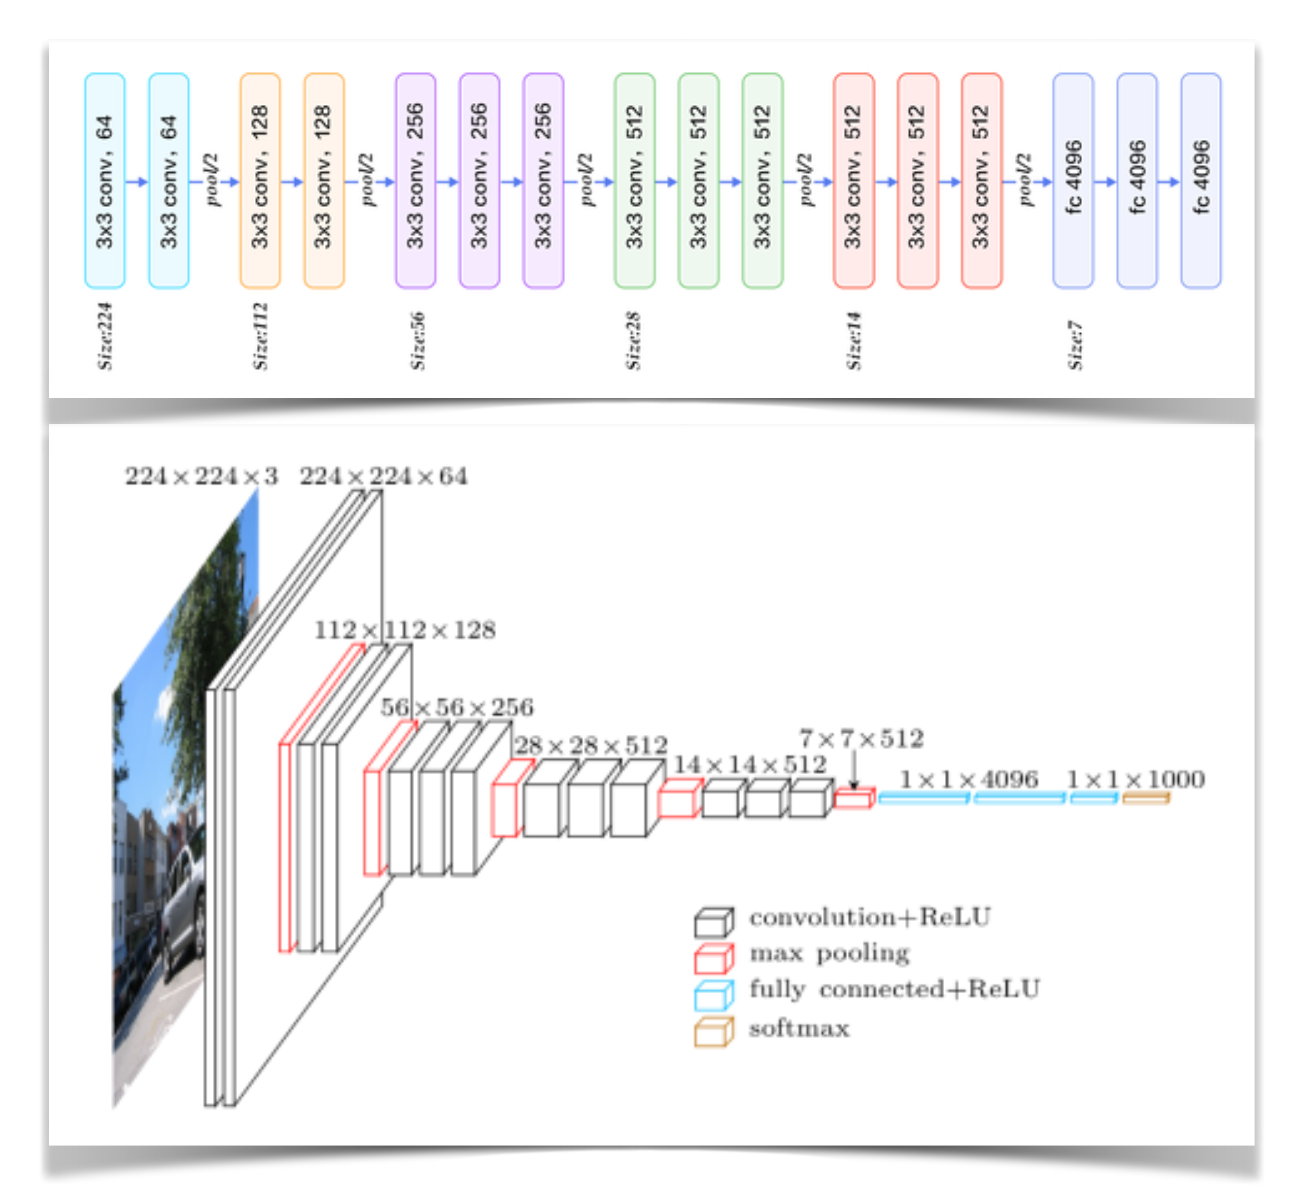 3x3 conv, 64
3x3 conv, 64
pool/2
3x3 conv, 128
3x3 conv, 128
pool/2
3x3 conv, 256
3x3 conv, 256
3x3 conv, 256
pool/2
3x3 conv, 512
3x3 conv, 512
3x3 conv, 512
pool/2
3x3 conv, 512
3x3 conv, 512
3x3 conv, 512
pool/2
fc 4096
fc 4096
fc 4096
Size:224
Size:112
Size:56
Size:28
Size:14
Size:7
224×224×3
224×224×64
112×112×128
56×56×256
28×28×512
14×14×512
7×7×512
1×1×4096
1×1×1000
convolution+ReLU
max pooling
fully connected+ReLU
softmax